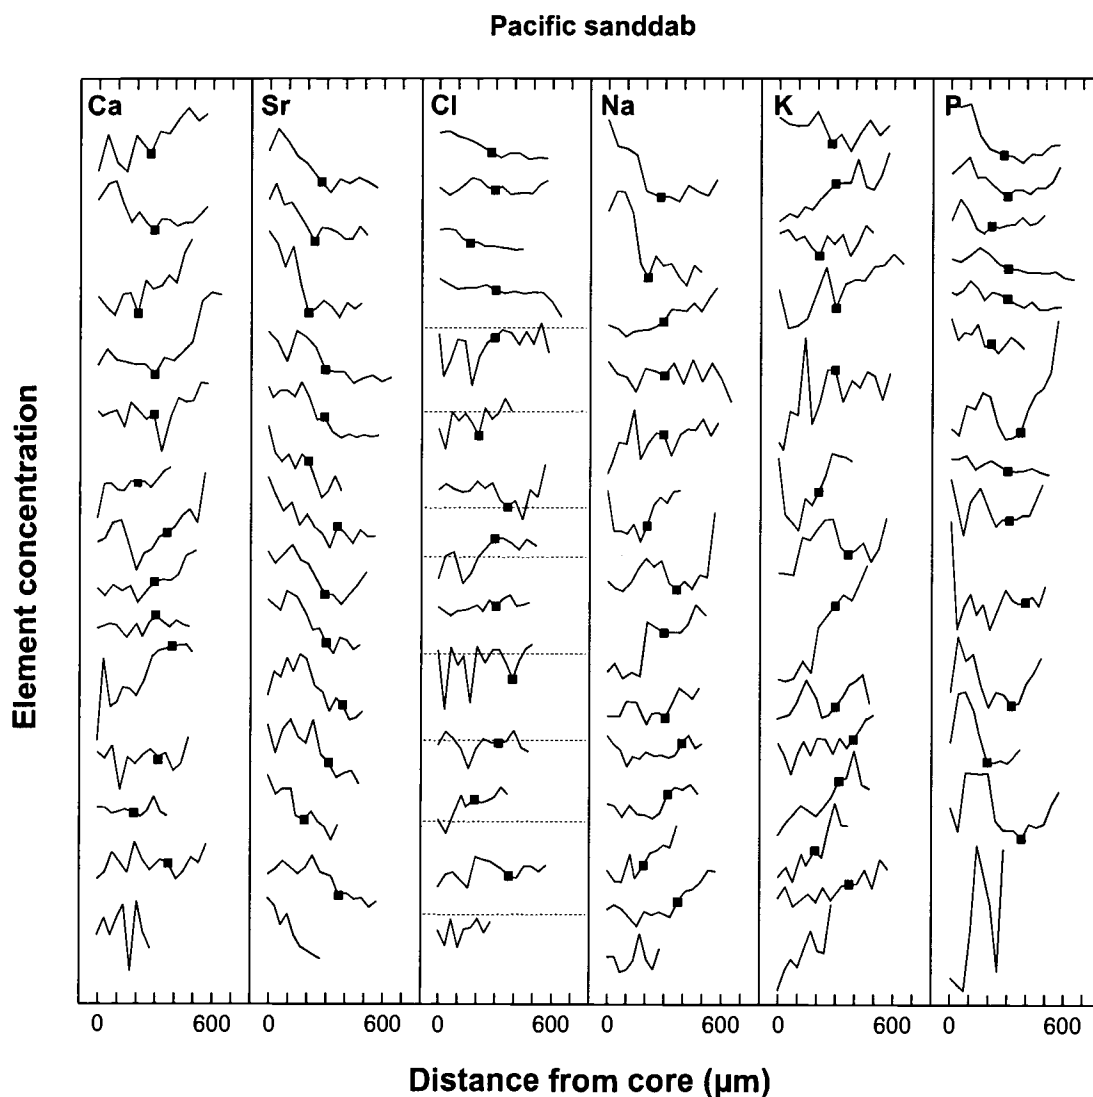 Pacific sanddab
Ca Sr Cl Na K P
Element concentration
0 600 0 600 0 600 0 600 0 600 0 600
Distance from core (µm)